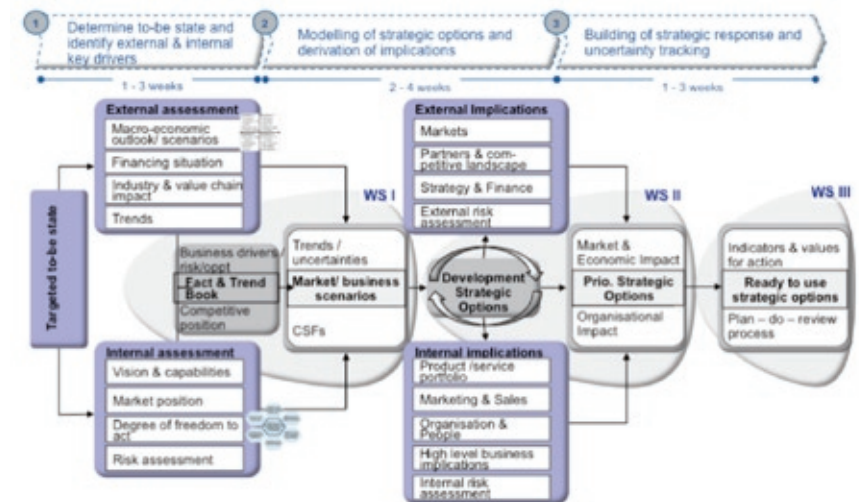 1
Determine to-be state and
identify external & internal
key drivers
2
Modelling of strategic options and
derivation of implications
3
Building of strategic response and
uncertainty tracking
1 - 3 weeks
2 - 4 weeks
1 - 3 weeks
Targeted to-be state
External assessment
Macro-economic
outlook/ scenarios
Financing situation
Industry & value chain
impact
Trends
Business drivers /
risk/oppt
Fact & Trend
Book
Competitive
position
Internal assessment
Vision & capabilities
Market position
Degree of freedom to
act
Risk assessment
WS I
Trends /
uncertainties
Market/ business
scenarios
CSFs
External Implications
Markets
Partners & com-
petitive landscape
Strategy & Finance
External risk
assessment
Development
Strategic
Options
Internal implications
Product /service
portfolio
Marketing & Sales
Organisation &
People
High level business
implications
Internal risk
assessment
WS II
Market &
Economic Impact
Prio. Strategic
Options
Organisational
Impact
WS III
Indicators & values
for action
Ready to use
strategic options
Plan – do – review
process